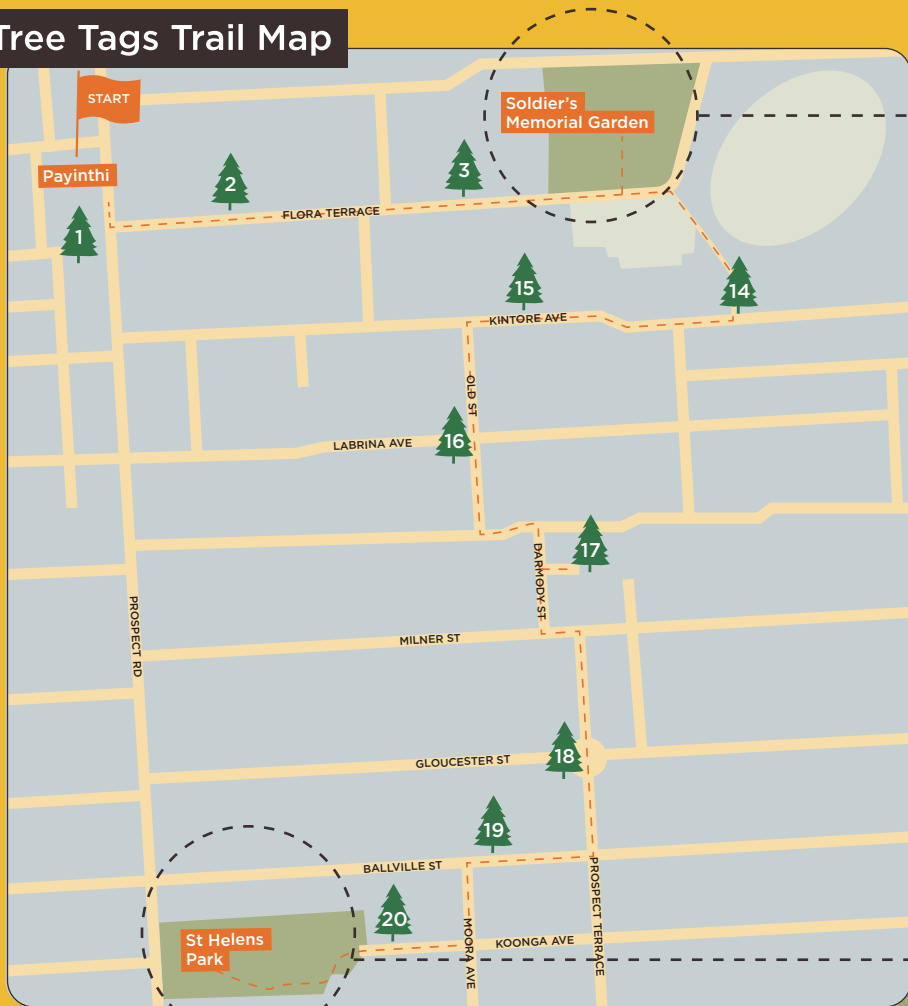 Tree Tags Trail Map
START
Soldier's
Memorial Garden
Payinthi
1
2
3
FLORA TERRACE
15
14
KINTORE AVE
OLD ST
16
LABRINA AVE
17
DARMODY ST
PROSPECT RD
MILNER ST
18
GLOUCESTER ST
19
BALLVILLE ST
20
PROSPECT TERRACE
St Helens
Park
MOORA AVE
KOONGA AVE